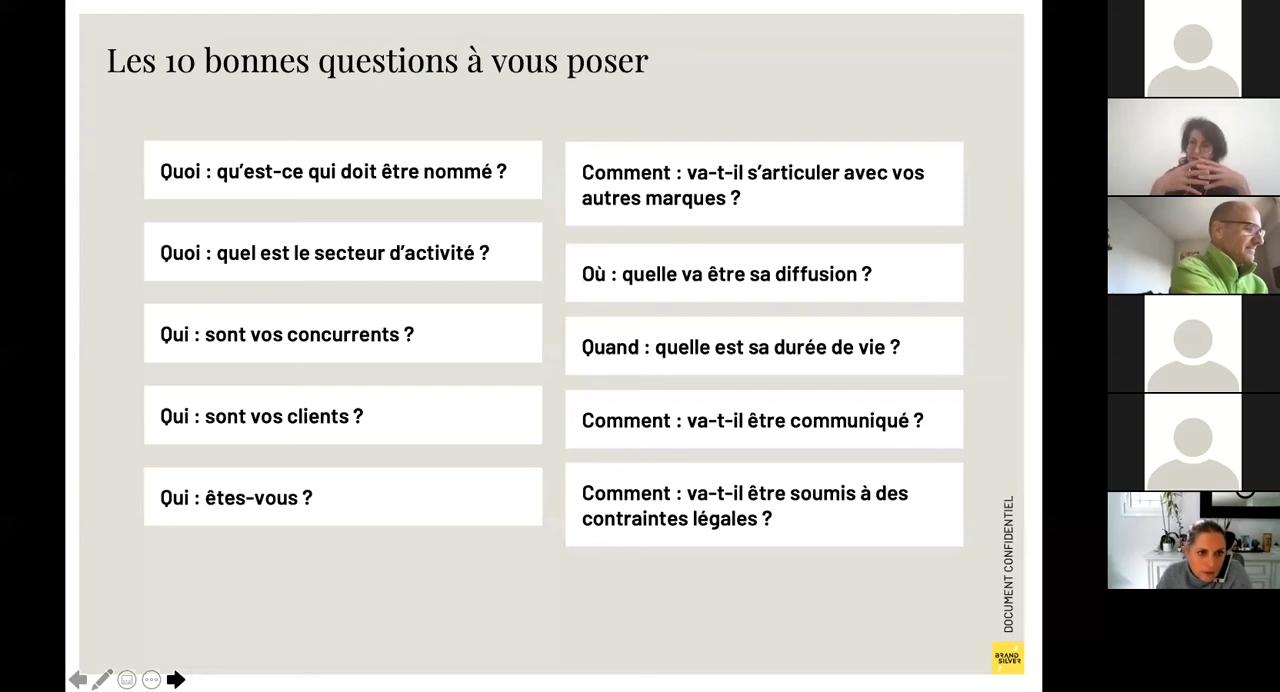 Les 10 bonnes questions à vous poser
Quoi : qu’est-ce qui doit être nommé ?
Quoi : quel est le secteur d’activité ?
Qui : sont vos concurrents ?
Qui : sont vos clients ?
Qui : êtes-vous ?
Comment : va-t-il s’articuler avec vos
autres marques ?
Où : quelle va être sa diffusion ?
Quand : quelle est sa durée de vie ?
Comment : va-t-il être communiqué ?
Comment : va-t-il être soumis à des
contraintes légales ?
DOCUMENT CONFIDENTIEL
BRAND
SILVER